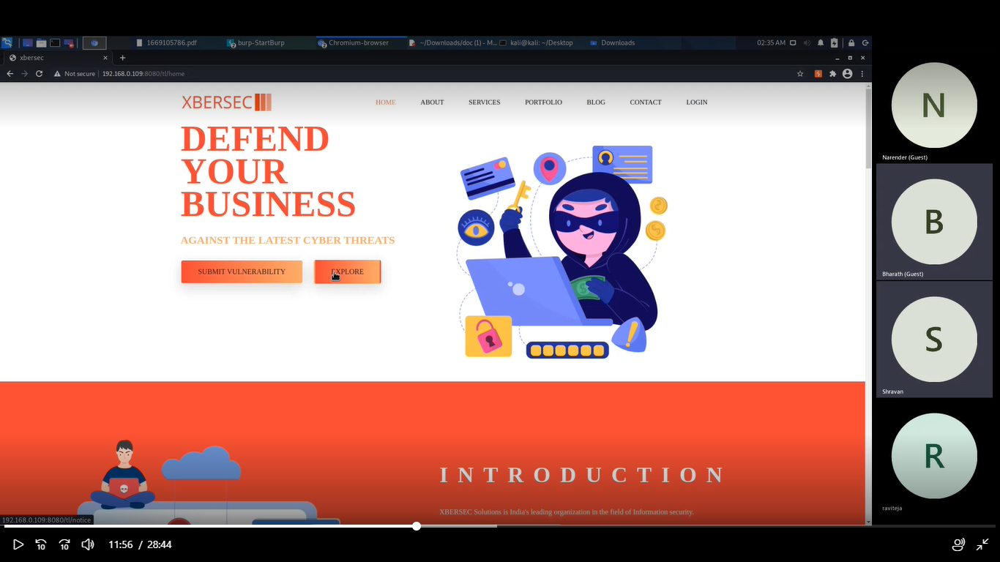 1669105786.pdf
burp-StartBurp
Chromium-browser
~/Downloads/doc (1) - M...
kali@kali: ~/Desktop
Downloads
02:35 AM
xbersec
Not secure
192.168.0.109:8080/tl/home
XBERSEC
HOME
ABOUT
SERVICES
PORTFOLIO
BLOG
CONTACT
LOGIN
DEFEND
YOUR
BUSINESS
AGAINST THE LATEST CYBER THREATS
SUBMIT VULNERABILITY
EXPLORE
INTRODUCTION
XBERSEC Solutions is India's leading organization in the field of Information security.
192.168.0.109:8080/tl/notice
N
Narender (Guest)
B
Bharath (Guest)
S
Shravan
R
raviteja
10
10
11:56 / 28:44